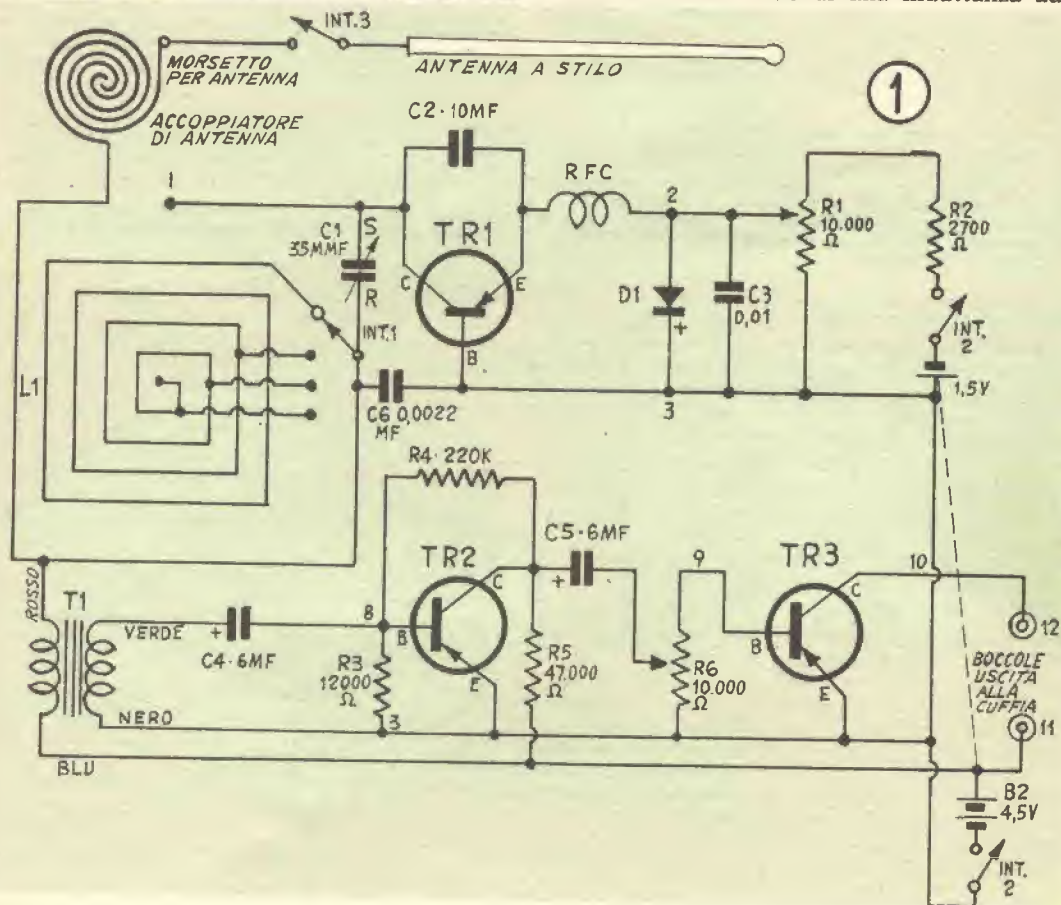 INT.3
MORSETTO
PER ANTENNA
ANTENNA A STILO
1
ACCOPPIATORE
DI ANTENNA
C2·10MF
RFC
1
S
C1
35MMF
R
TR1
C
E
B
2
R1
10.000
Ω
R2
2700
Ω
D1
+
C3
0,01
INT.
2
1,5V
INT.1
L1
C6 0,0022
MF
3
R4·220K
TR2
C5·6MF
+
9
TR3
10
C
12
ROSSO
T1
VERDE
+
C4·6MF
8
B
C
E
R3
12000
Ω
R5
47.000
Ω
R6
10.000
Ω
B
E
BOCCOLE
USCITA
ALLA
CUFFIA
NERO
3
11
BLU
B2
4,5V
INT.
2